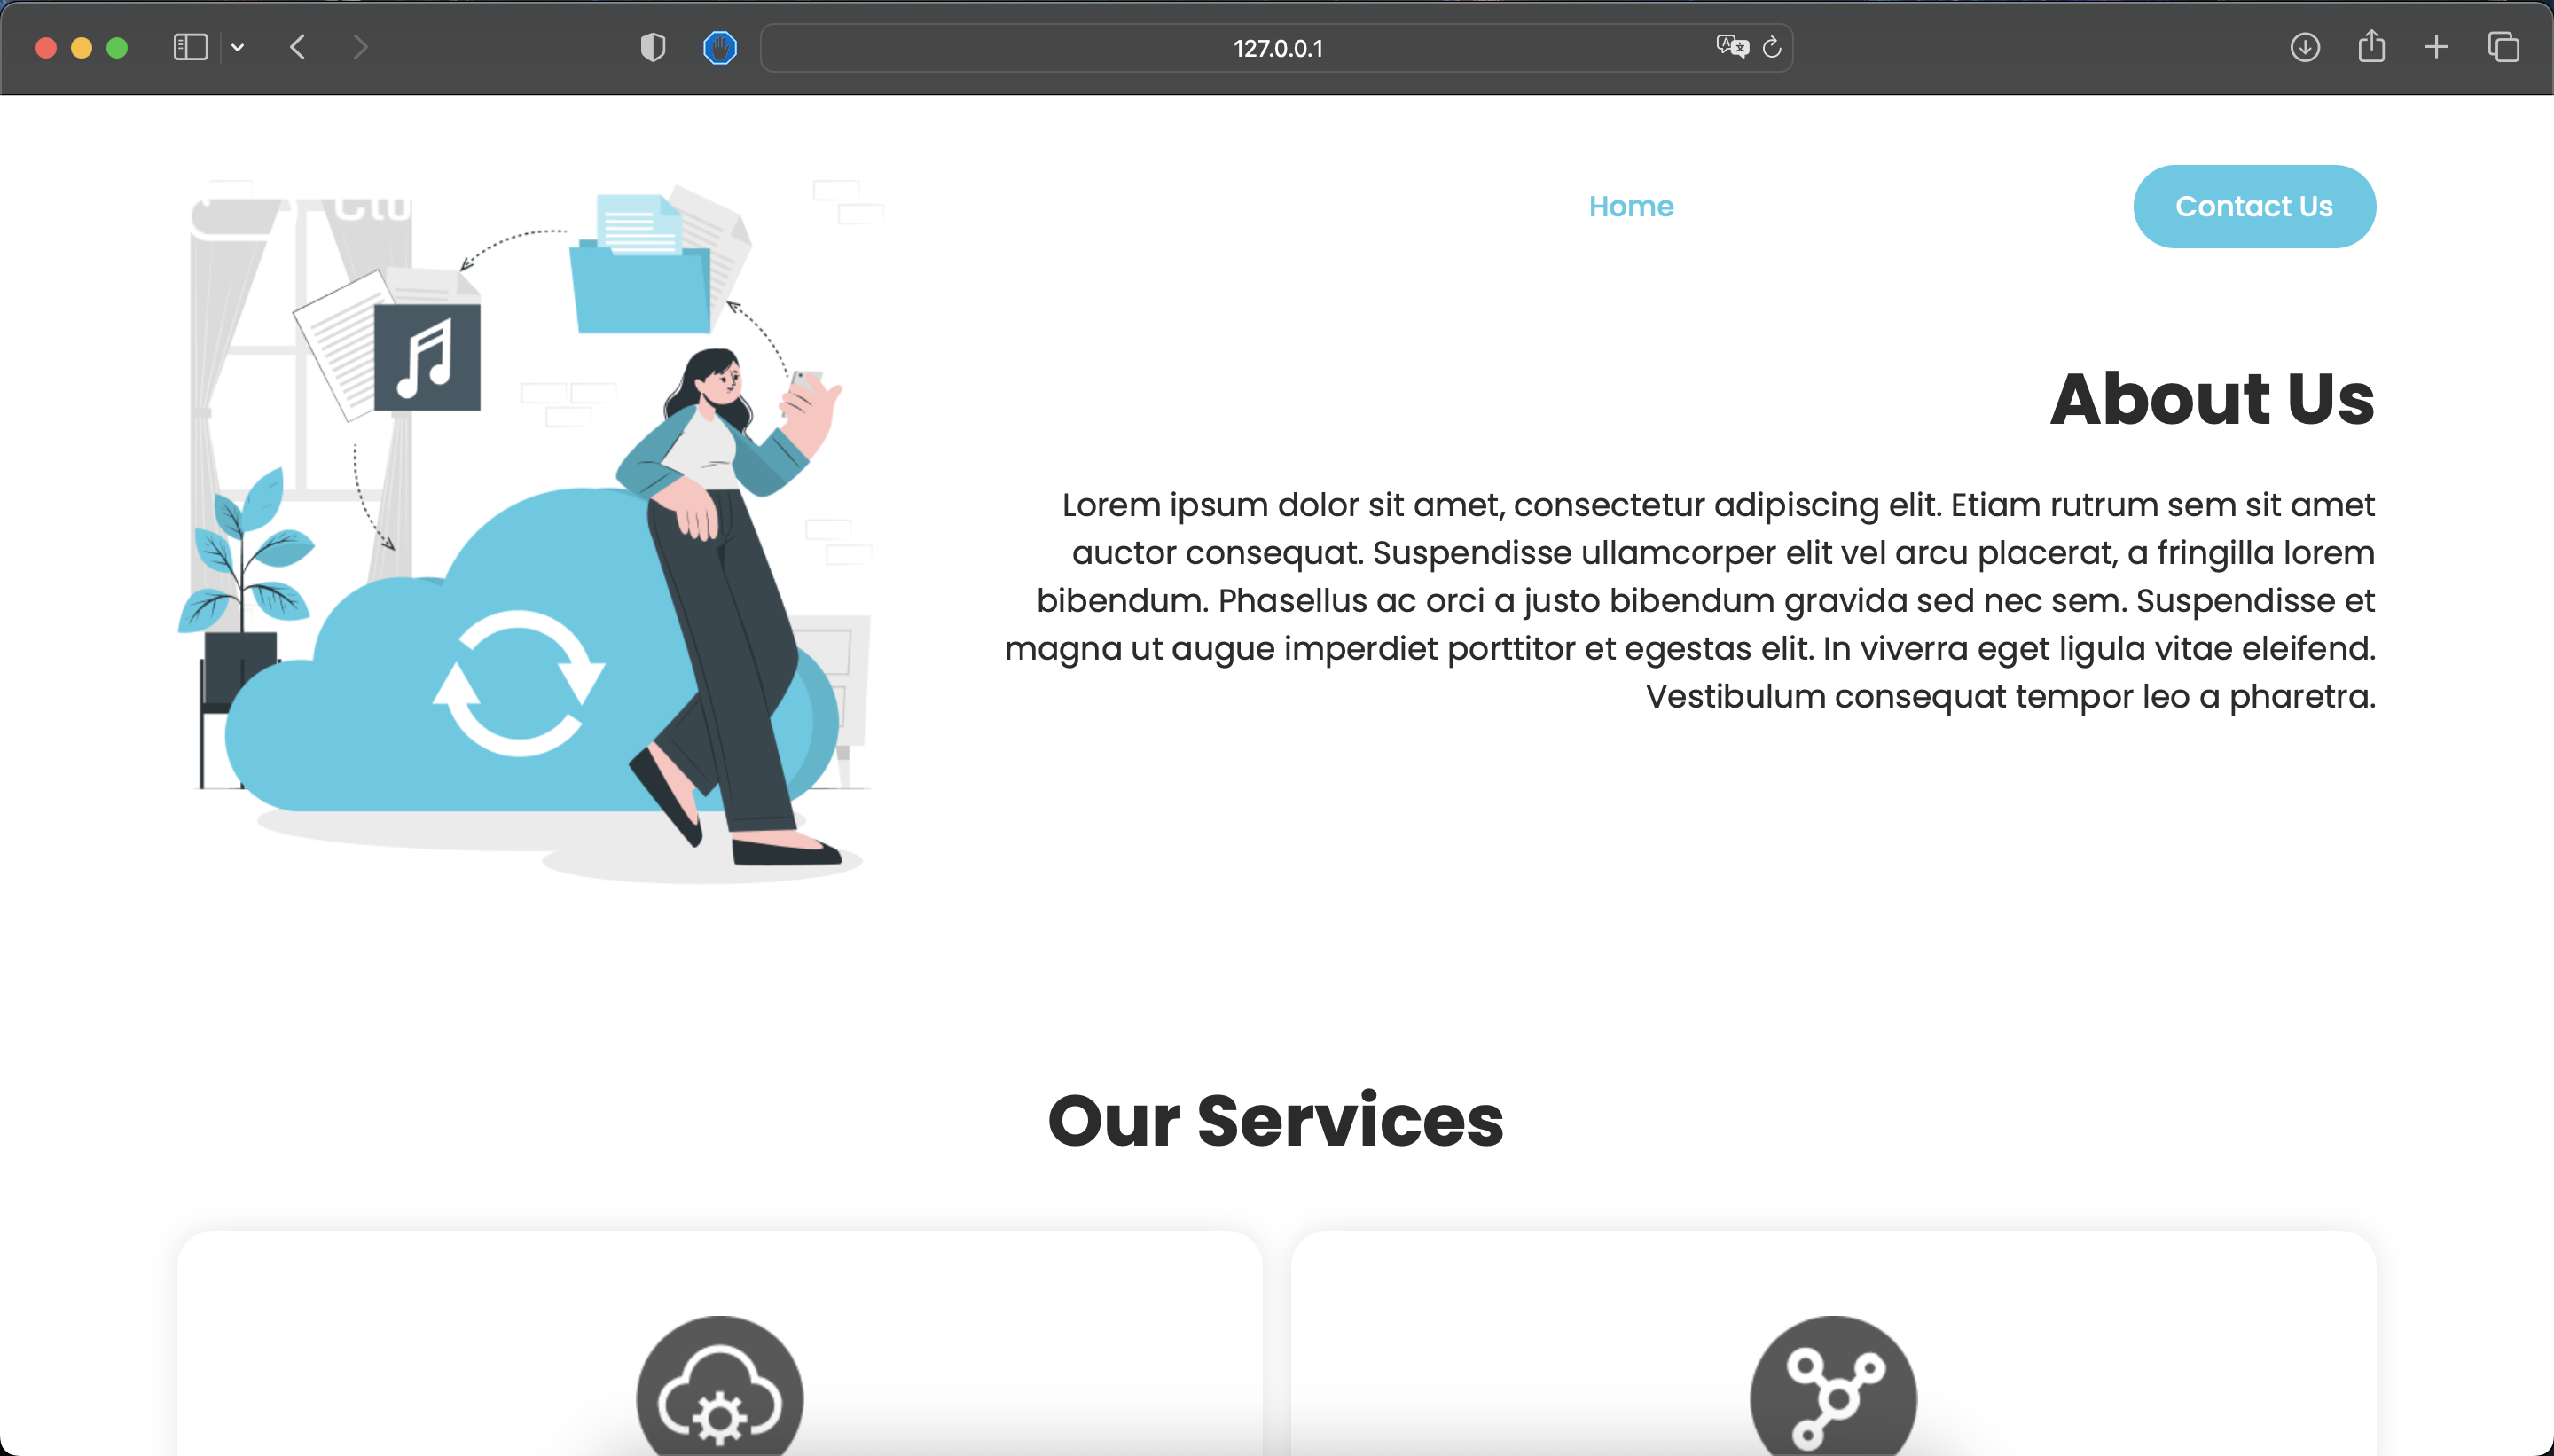 127.0.0.1
Home
Contact Us
About Us
Lorem ipsum dolor sit amet, consectetur adipiscing elit. Etiam rutrum sem sit amet
auctor consequat. Suspendisse ullamcorper elit vel arcu placerat, a fringilla lorem
bibendum. Phasellus ac orci a justo bibendum gravida sed nec sem. Suspendisse et
magna ut augue imperdiet porttitor et egestas elit. In viverra eget ligula vitae eleifend.
Vestibulum consequat tempor leo a pharetra.
Our Services